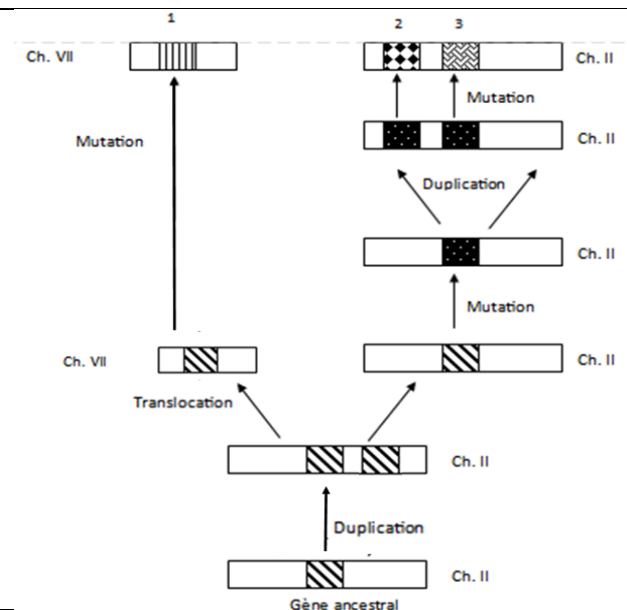 1 2 3
Ch. VII Ch. II
Mutation
Mutation
Ch. II
Duplication
Ch. II
Mutation
Ch. VII Ch. II
Translocation
Ch. II
Duplication
Ch. II
Gène ancestral